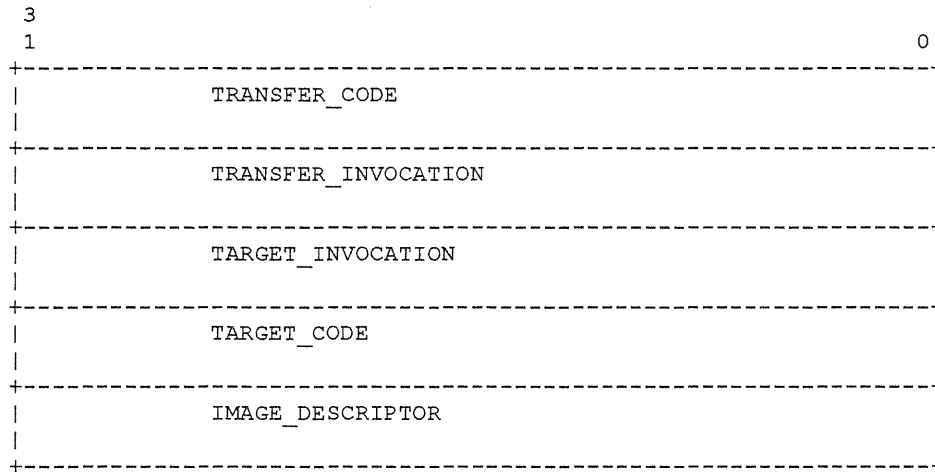 3
1 0
TRANSFER_CODE
TRANSFER_INVOCATION
TARGET_INVOCATION
TARGET_CODE
IMAGE_DESCRIPTOR